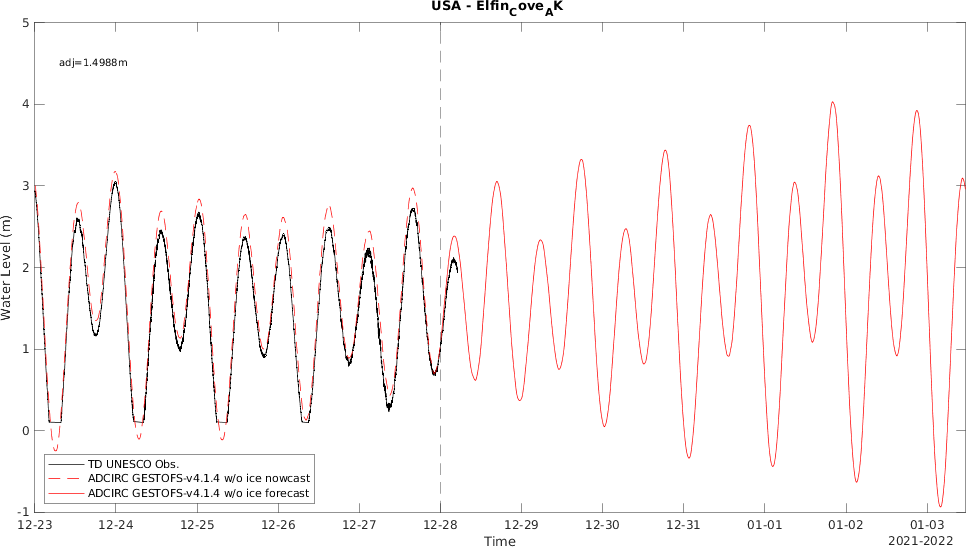 USA - Elfin_Cove_AK
adj=1.4988m
Water Level (m)
5
4
3
2
1
0
-1
TD UNESCO Obs.
ADCIRC GESTOFS-v4.1.4 w/o ice nowcast
ADCIRC GESTOFS-v4.1.4 w/o ice forecast
12-23 12-24 12-25 12-26 12-27 12-28 12-29 12-30 12-31 01-01 01-02 01-03
Time
2021-2022